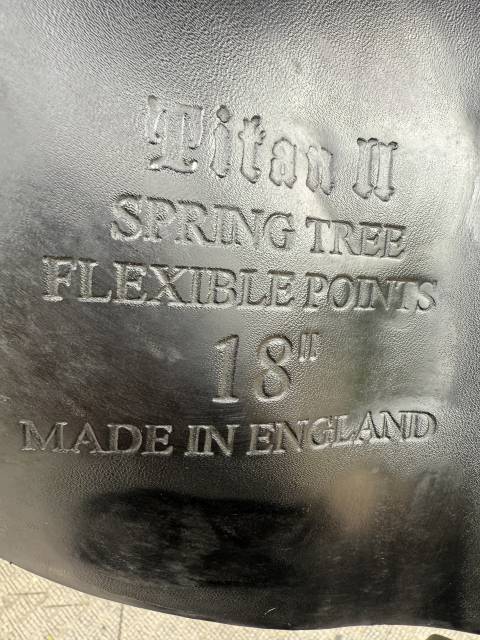 Titan II
SPRING TREE
FLEXIBLE POINTS
18"
MADE IN ENGLAND